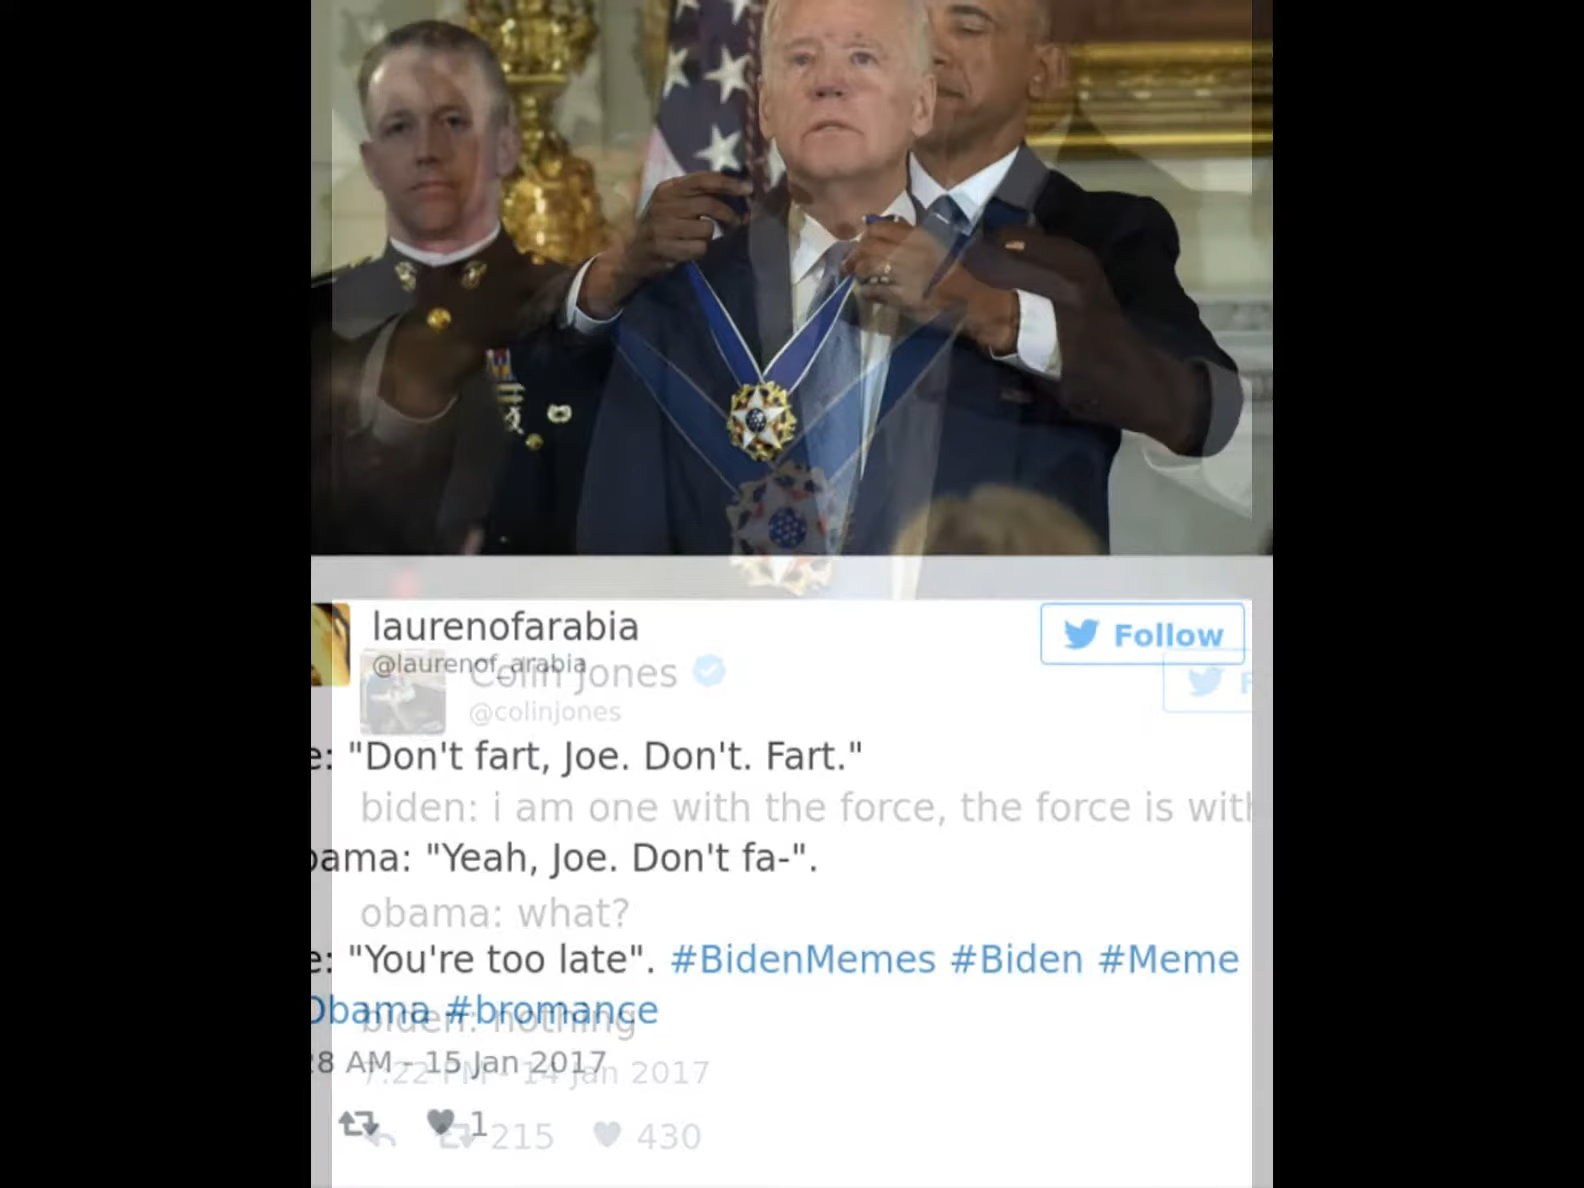 laurenofarabia
@laurenof_arabia
Follow
Colin Jones
@colinjones
F
e: "Don't fart, Joe. Don't. Fart."
biden: i am one with the force, the force is with
bama: "Yeah, Joe. Don't fa-".
obama: what?
e: "You're too late". #BidenMemes #Biden #Meme
Obama #bromance
biden: nothing
8 AM - 15 Jan 2017
7:22 PM - 14 Jan 2017
1
215 430